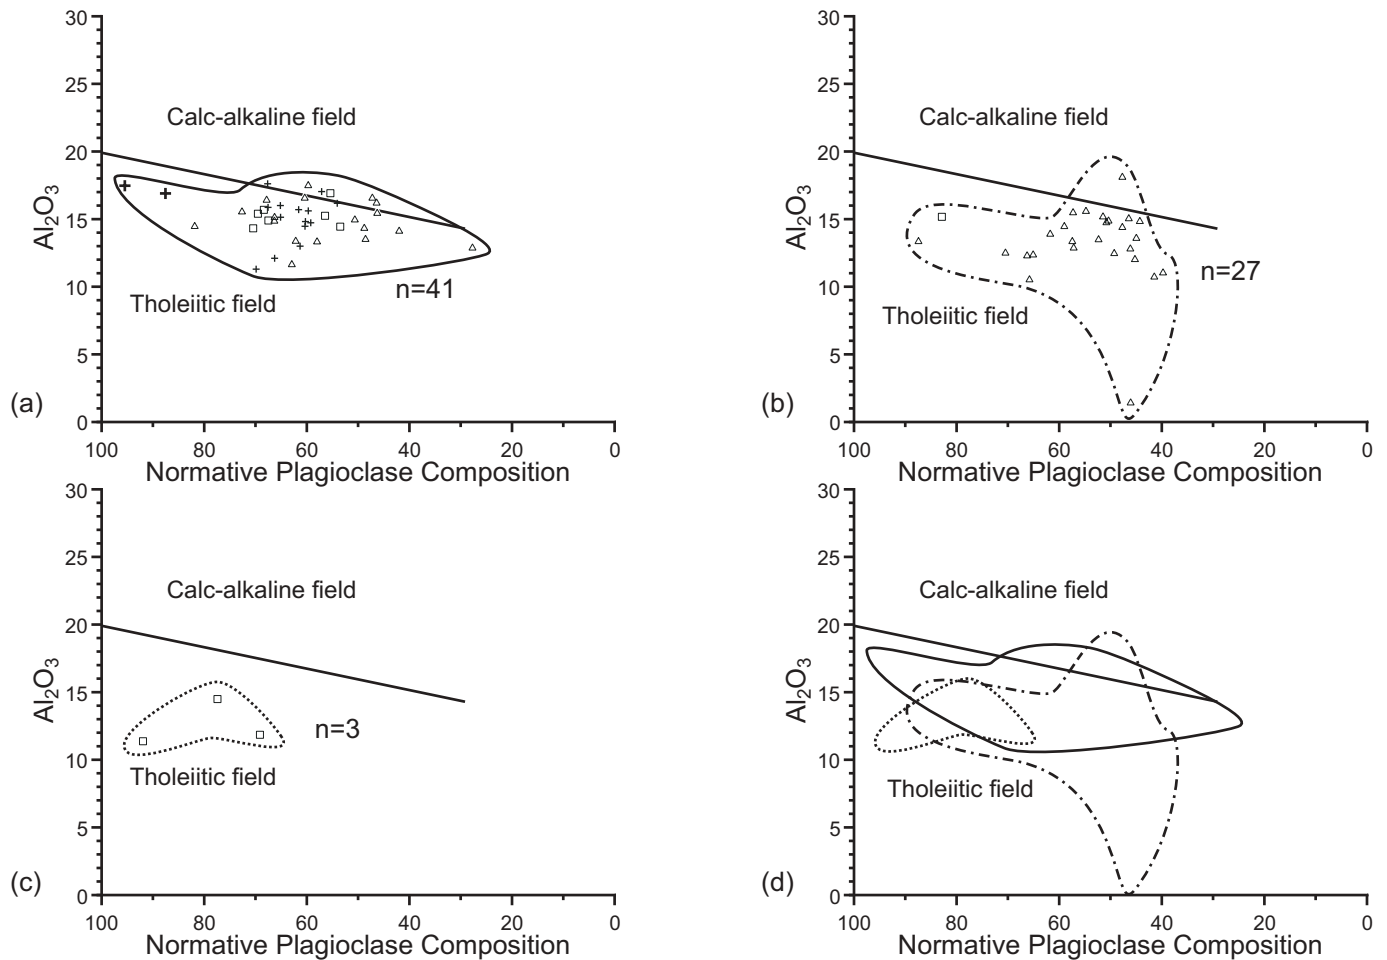 30
25
Calc-alkaline field
20
Al2O3
15
n=41
10
Tholeiitic field
5
(a)
0
100 80 60 40 20 0
Normative Plagioclase Composition
30
25
Calc-alkaline field
20
Al2O3
15
n=27
10
Tholeiitic field
5
(b)
0
100 80 60 40 20 0
Normative Plagioclase Composition
30
25
Calc-alkaline field
20
Al2O3
15
n=3
10
Tholeiitic field
5
(c)
0
100 80 60 40 20 0
Normative Plagioclase Composition
30
25
Calc-alkaline field
20
Al2O3
15
10
Tholeiitic field
5
(d)
0
100 80 60 40 20 0
Normative Plagioclase Composition